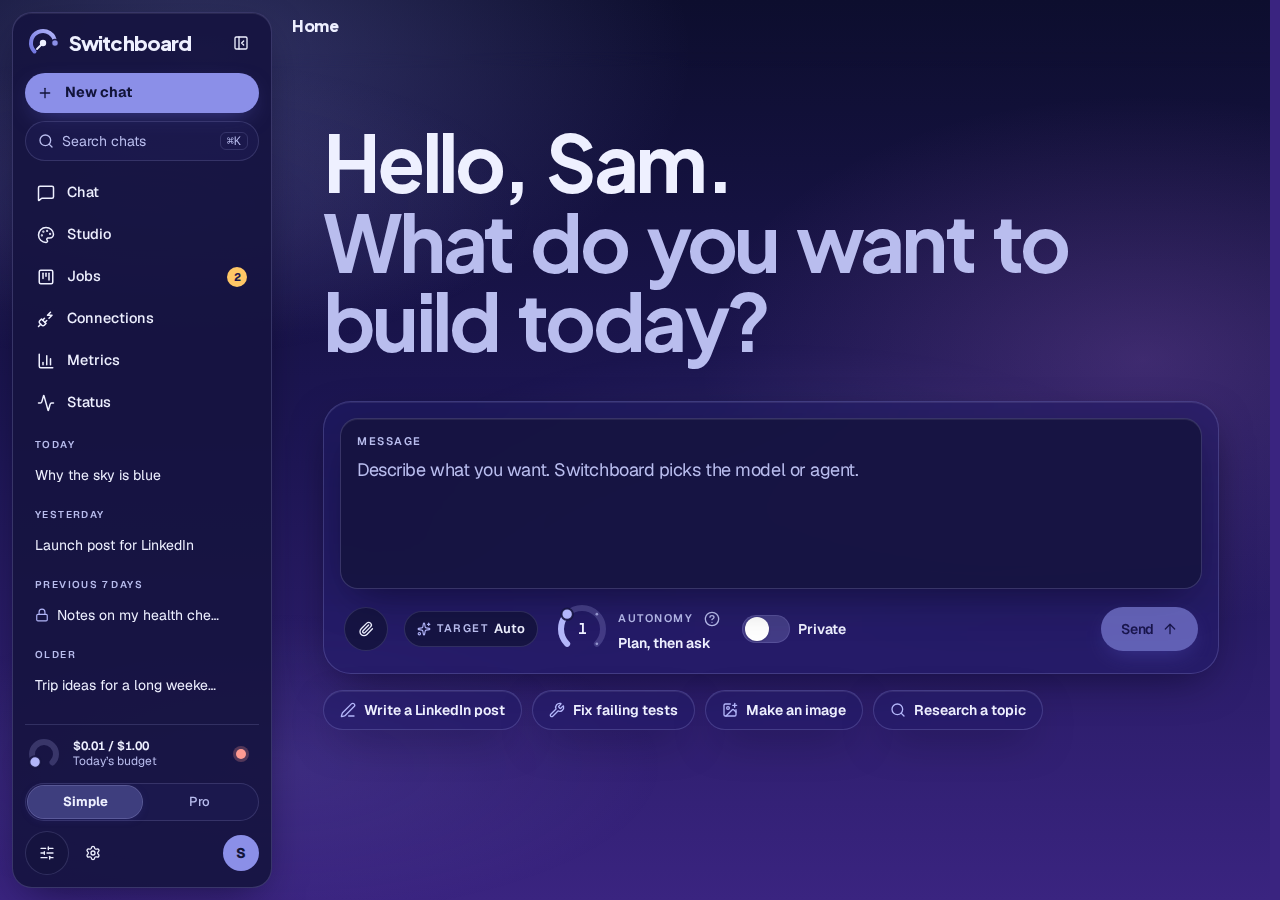 Switchboard
New chat
Search chats ⌘K
Chat
Studio
Jobs 2
Connections
Metrics
Status
TODAY
Why the sky is blue
YESTERDAY
Launch post for LinkedIn
PREVIOUS 7 DAYS
Notes on my health che…
OLDER
Trip ideas for a long weeke…
$0.01 / $1.00
Today's budget
Simple Pro
S
Home
Hello, Sam.
What do you want to
build today?
MESSAGE
Describe what you want. Switchboard picks the model or agent.
TARGET Auto
1
AUTONOMY ?
Plan, then ask
Private
Send
Write a LinkedIn post
Fix failing tests
Make an image
Research a topic